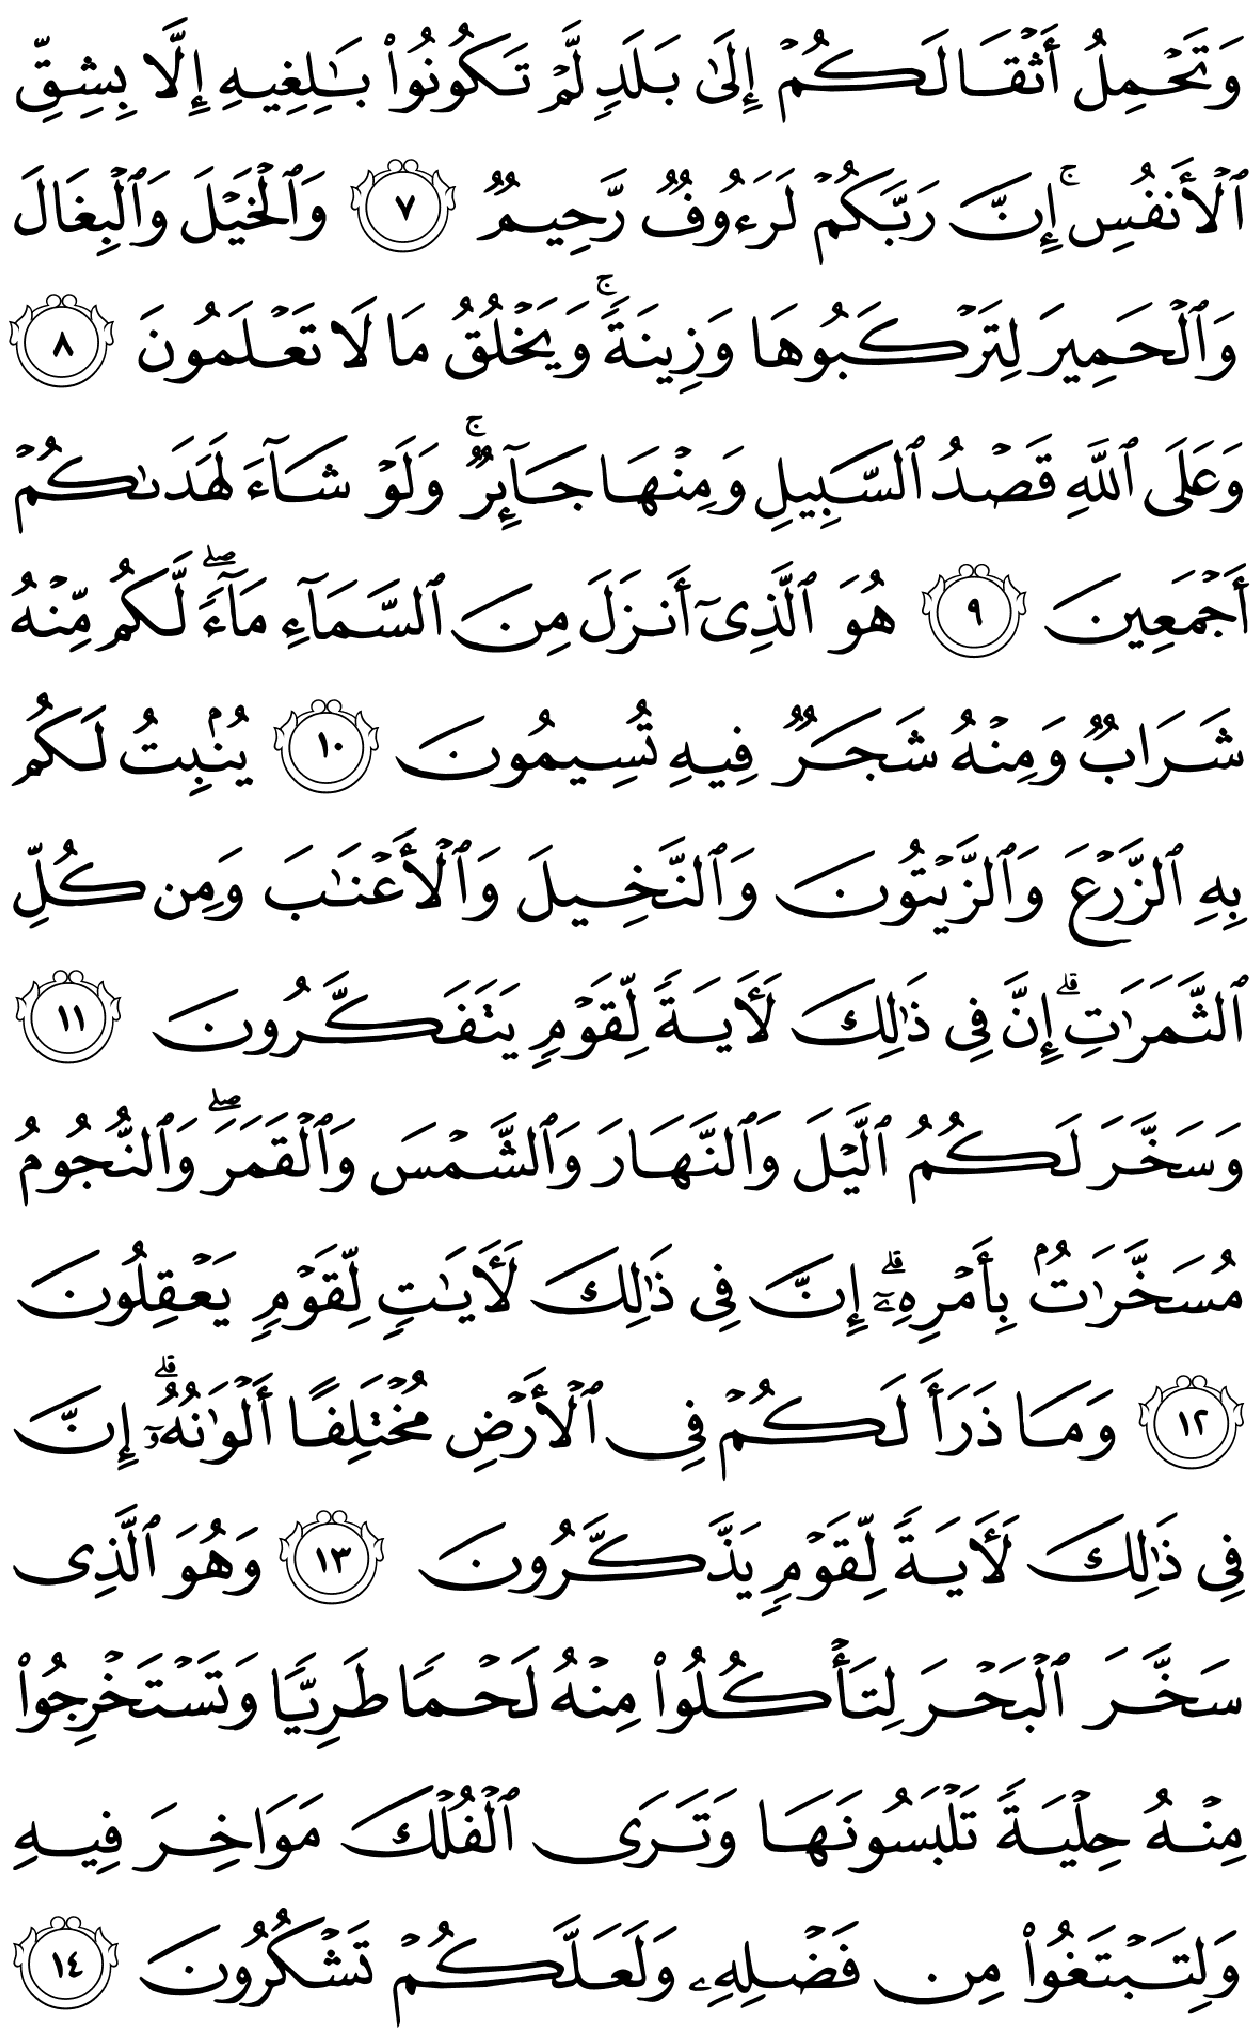 وَتَحۡمِلُ أَثۡقَالَكُمۡ إِلَىٰ بَلَدٖ لَّمۡ تَكُونُواْ بَٰلِغِيهِ إِلَّا بِشِقِّ
ٱلۡأَنفُسِۚ إِنَّ رَبَّكُمۡ لَرَءُوفٞ رَّحِيمٞ ٧ وَٱلۡخَيۡلَ وَٱلۡبِغَالَ
وَٱلۡحَمِيرَ لِتَرۡكَبُوهَا وَزِينَةٗۚ وَيَخۡلُقُ مَا لَا تَعۡلَمُونَ ٨
وَعَلَى ٱللَّهِ قَصۡدُ ٱلسَّبِيلِ وَمِنۡهَا جَآئِرٞۚ وَلَوۡ شَآءَ لَهَدَىٰكُمۡ
أَجۡمَعِينَ ٩ هُوَ ٱلَّذِيٓ أَنزَلَ مِنَ ٱلسَّمَآءِ مَآءٗۖ لَّكُم مِّنۡهُ
شَرَابٞ وَمِنۡهُ شَجَرٞ فِيهِ تُسِيمُونَ ١٠ يُنۢبِتُ لَكُم
بِهِ ٱلزَّرۡعَ وَٱلزَّيۡتُونَ وَٱلنَّخِيلَ وَٱلۡأَعۡنَٰبَ وَمِن كُلِّ
ٱلثَّمَرَٰتِۚ إِنَّ فِي ذَٰلِكَ لَأٓيَةٗ لِّقَوۡمٖ يَتَفَكَّرُونَ ١١
وَسَخَّرَ لَكُمُ ٱلَّيۡلَ وَٱلنَّهَارَ وَٱلشَّمۡسَ وَٱلۡقَمَرَۖ وَٱلنُّجُومُ
مُسَخَّرَٰتُۢ بِأَمۡرِهِۦٓۗ إِنَّ فِي ذَٰلِكَ لَأٓيَٰتٖ لِّقَوۡمٖ يَعۡقِلُونَ
١٢ وَمَا ذَرَأَ لَكُمۡ فِي ٱلۡأَرۡضِ مُخۡتَلِفًا أَلۡوَٰنُهُۥٓۗ إِنَّ
فِي ذَٰلِكَ لَأٓيَةٗ لِّقَوۡمٖ يَذَّكَّرُونَ ١٣ وَهُوَ ٱلَّذِي
سَخَّرَ ٱلۡبَحۡرَ لِتَأۡكُلُواْ مِنۡهُ لَحۡمٗا طَرِيّٗا وَتَسۡتَخۡرِجُواْ
مِنۡهُ حِلۡيَةٗ تَلۡبَسُونَهَا وَتَرَى ٱلۡفُلۡكَ مَوَاخِرَ فِيهِ
وَلِتَبۡتَغُواْ مِن فَضۡلِهِۦ وَلَعَلَّكُمۡ تَشۡكُرُونَ ١٤